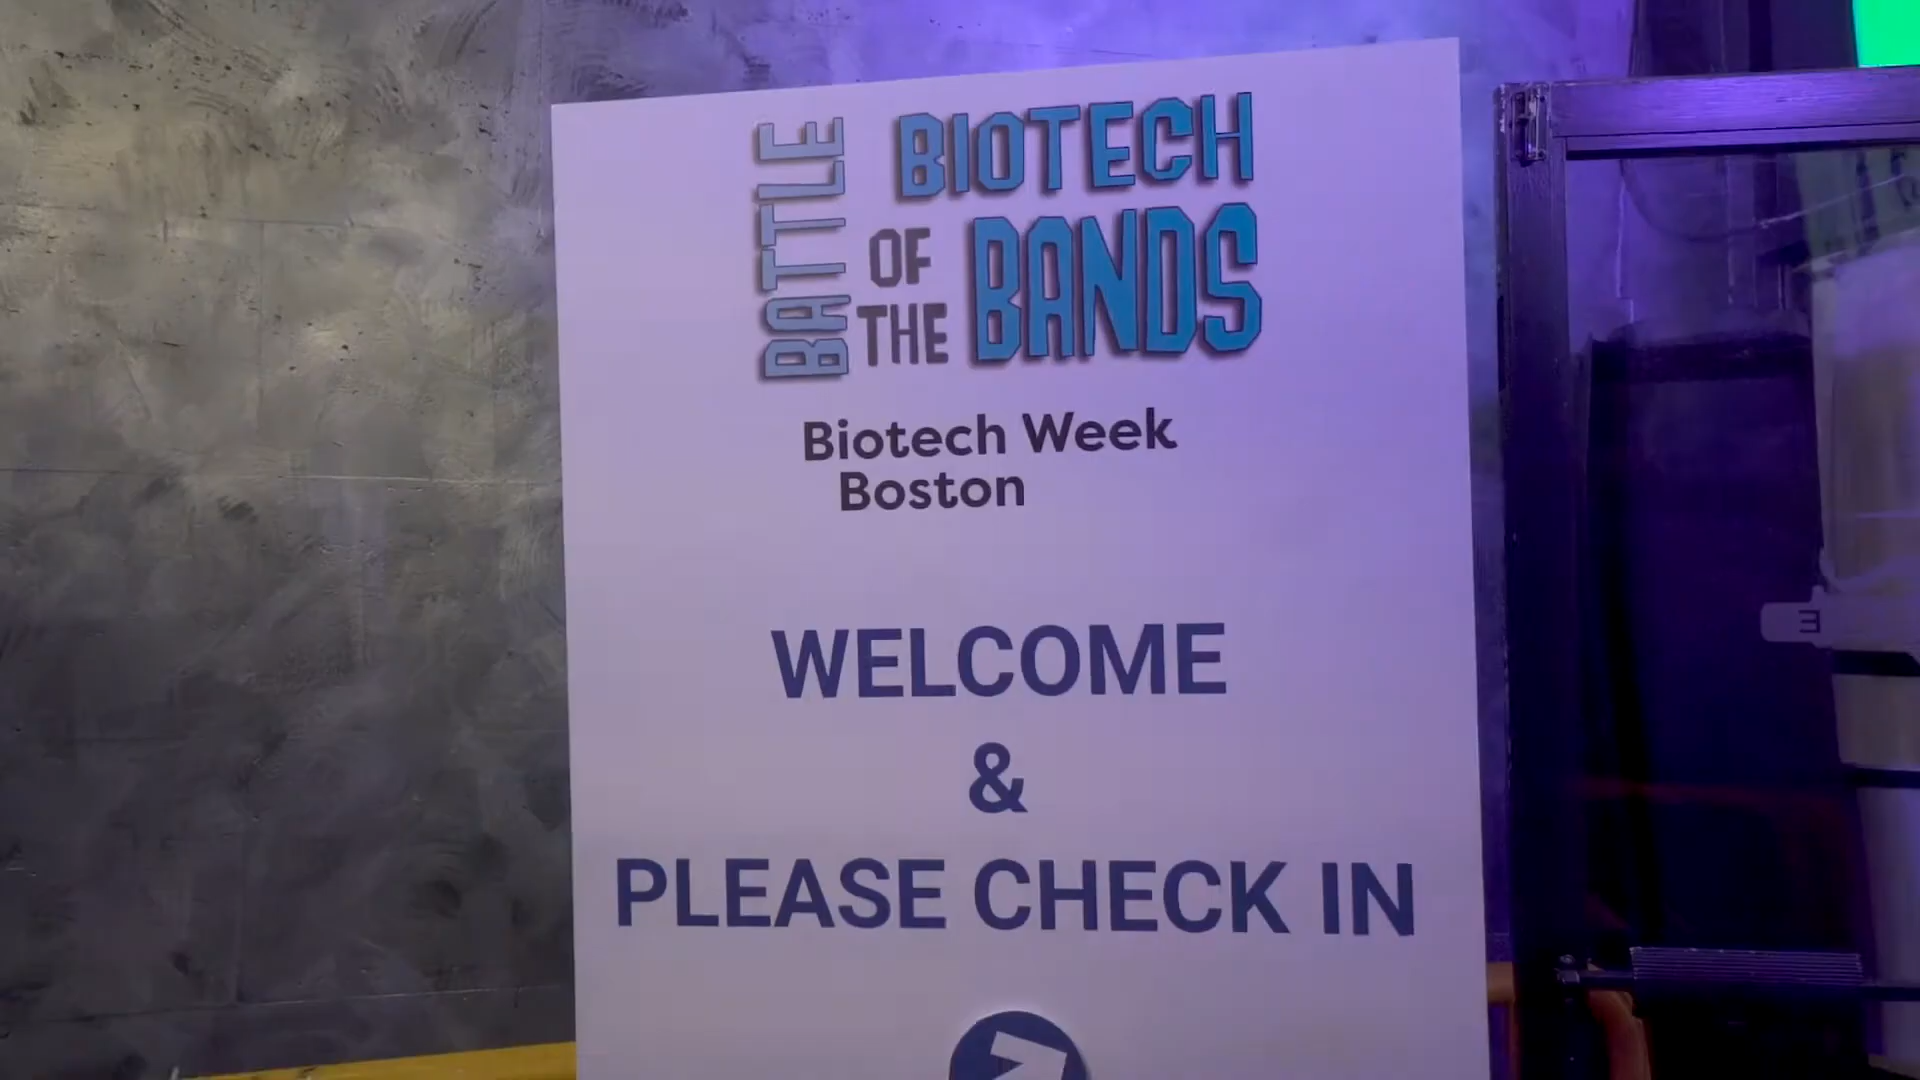 BATTLE
BIOTECH
OF
THE
BANDS
Biotech Week
Boston
WELCOME
&
PLEASE CHECK IN